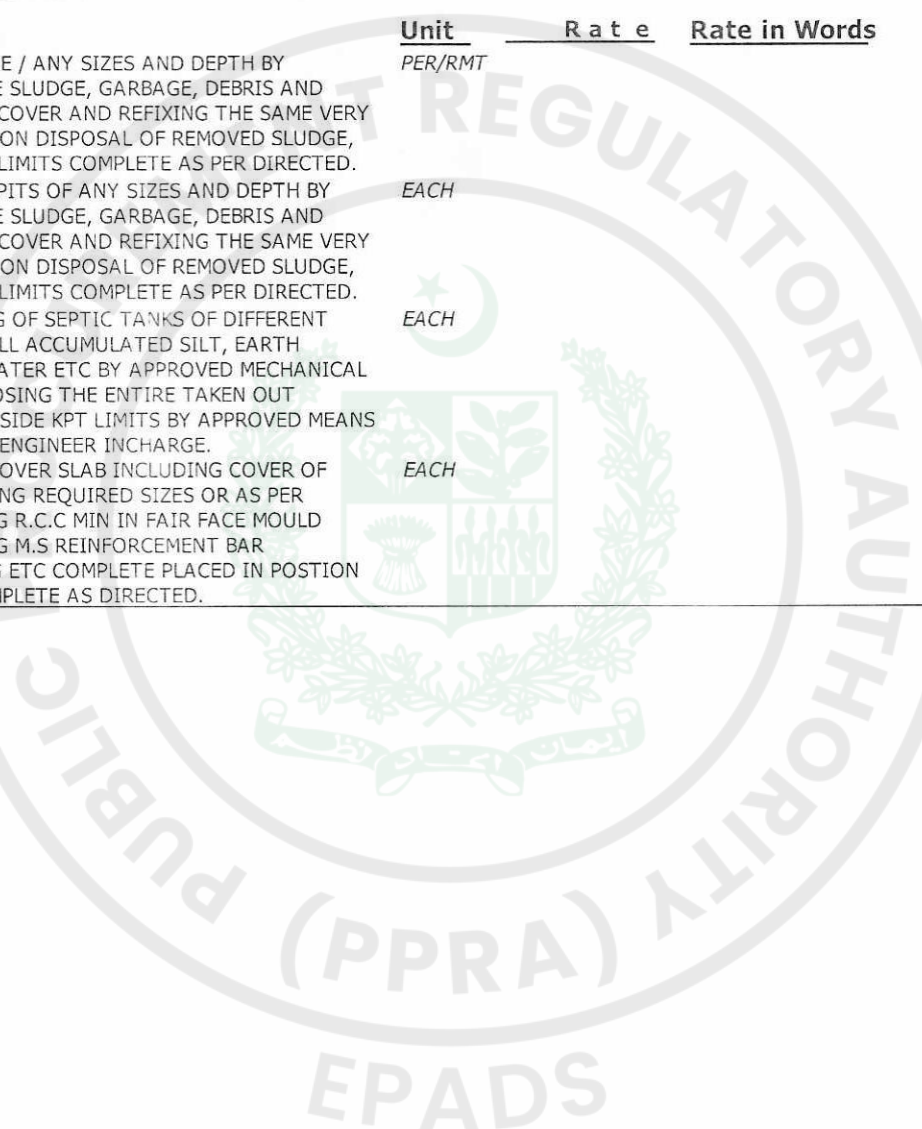 Unit Rate Rate in Words
E / ANY SIZES AND DEPTH BY PER/RMT
E SLUDGE, GARBAGE, DEBRIS AND
COVER AND REFIXING THE SAME VERY
ON DISPOSAL OF REMOVED SLUDGE,
LIMITS COMPLETE AS PER DIRECTED.
PITS OF ANY SIZES AND DEPTH BY EACH
E SLUDGE, GARBAGE, DEBRIS AND
COVER AND REFIXING THE SAME VERY
ON DISPOSAL OF REMOVED SLUDGE,
LIMITS COMPLETE AS PER DIRECTED.
G OF SEPTIC TANKS OF DIFFERENT EACH
LL ACCUMULATED SILT, EARTH
ATER ETC BY APPROVED MECHANICAL
OSING THE ENTIRE TAKEN OUT
SIDE KPT LIMITS BY APPROVED MEANS
ENGINEER INCHARGE.
OVER SLAB INCLUDING COVER OF EACH
NG REQUIRED SIZES OR AS PER
G R.C.C MIN IN FAIR FACE MOULD
G M.S REINFORCEMENT BAR
G ETC COMPLETE PLACED IN POSTION
MPLETE AS DIRECTED.
PUBLIC PROCUREMENT REGULATORY AUTHORITY
(PPRA)
EPADS